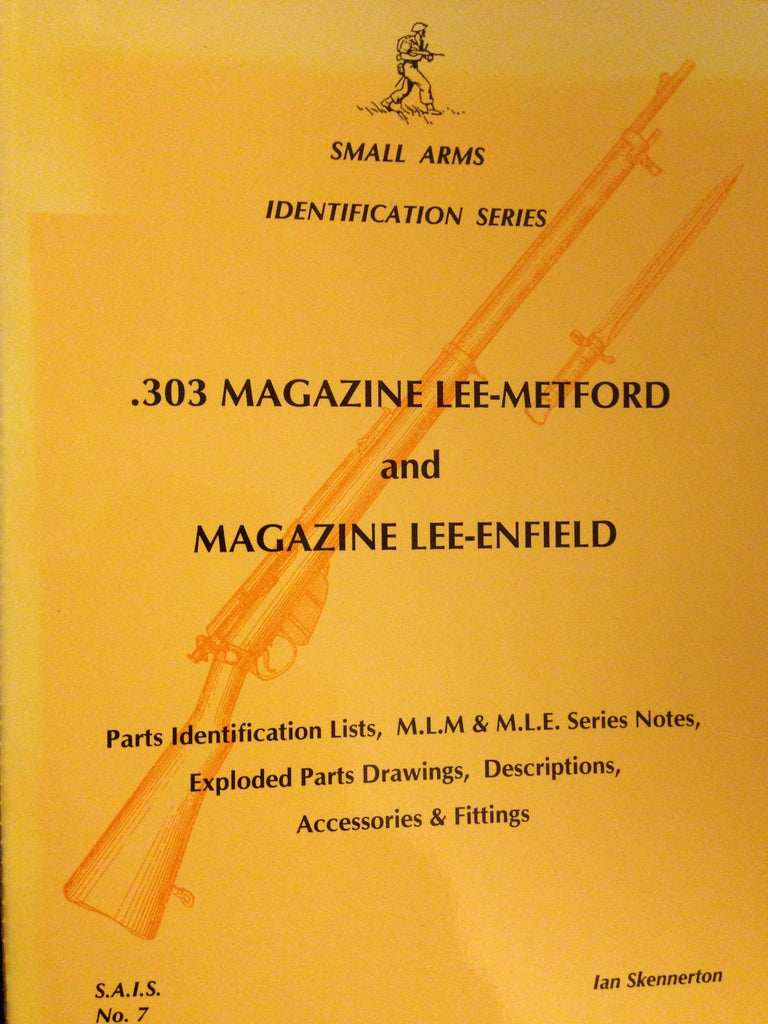 SMALL ARMS
IDENTIFICATION SERIES
.303 MAGAZINE LEE-METFORD
and
MAGAZINE LEE-ENFIELD
Parts Identification Lists, M.L.M & M.L.E. Series Notes,
Exploded Parts Drawings, Descriptions,
Accessories & Fittings
S.A.I.S.
No. 7
Ian Skennerton